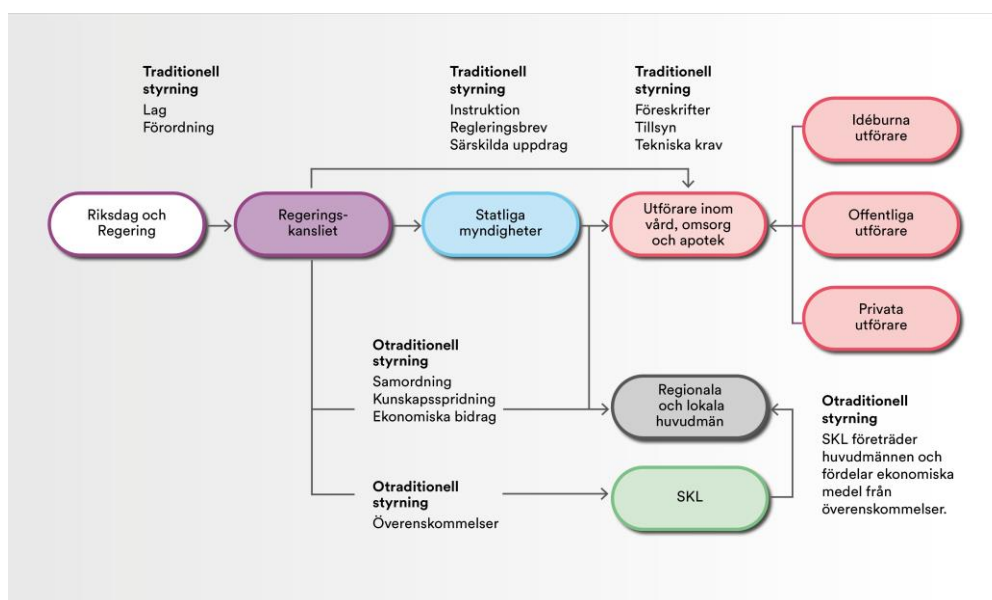 Traditionell
styrning
Lag
Förordning
Traditionell
styrning
Instruktion
Regleringsbrev
Särskilda uppdrag
Traditionell
styrning
Föreskrifter
Tillsyn
Tekniska krav
Riksdag och
Regering
Regerings-
kansliet
Statliga
myndigheter
Utförare inom
vård, omsorg
och apotek
Idéburna
utförare
Offentliga
utförare
Privata
utförare
Otraditionell
styrning
Samordning
Kunskapsspridning
Ekonomiska bidrag
Regionala
och lokala
huvudmän
Otraditionell
styrning
SKL företräder
huvudmännen och
fördelar ekonomiska
medel från
överenskommelser.
Otraditionell
styrning
Överenskommelser
SKL